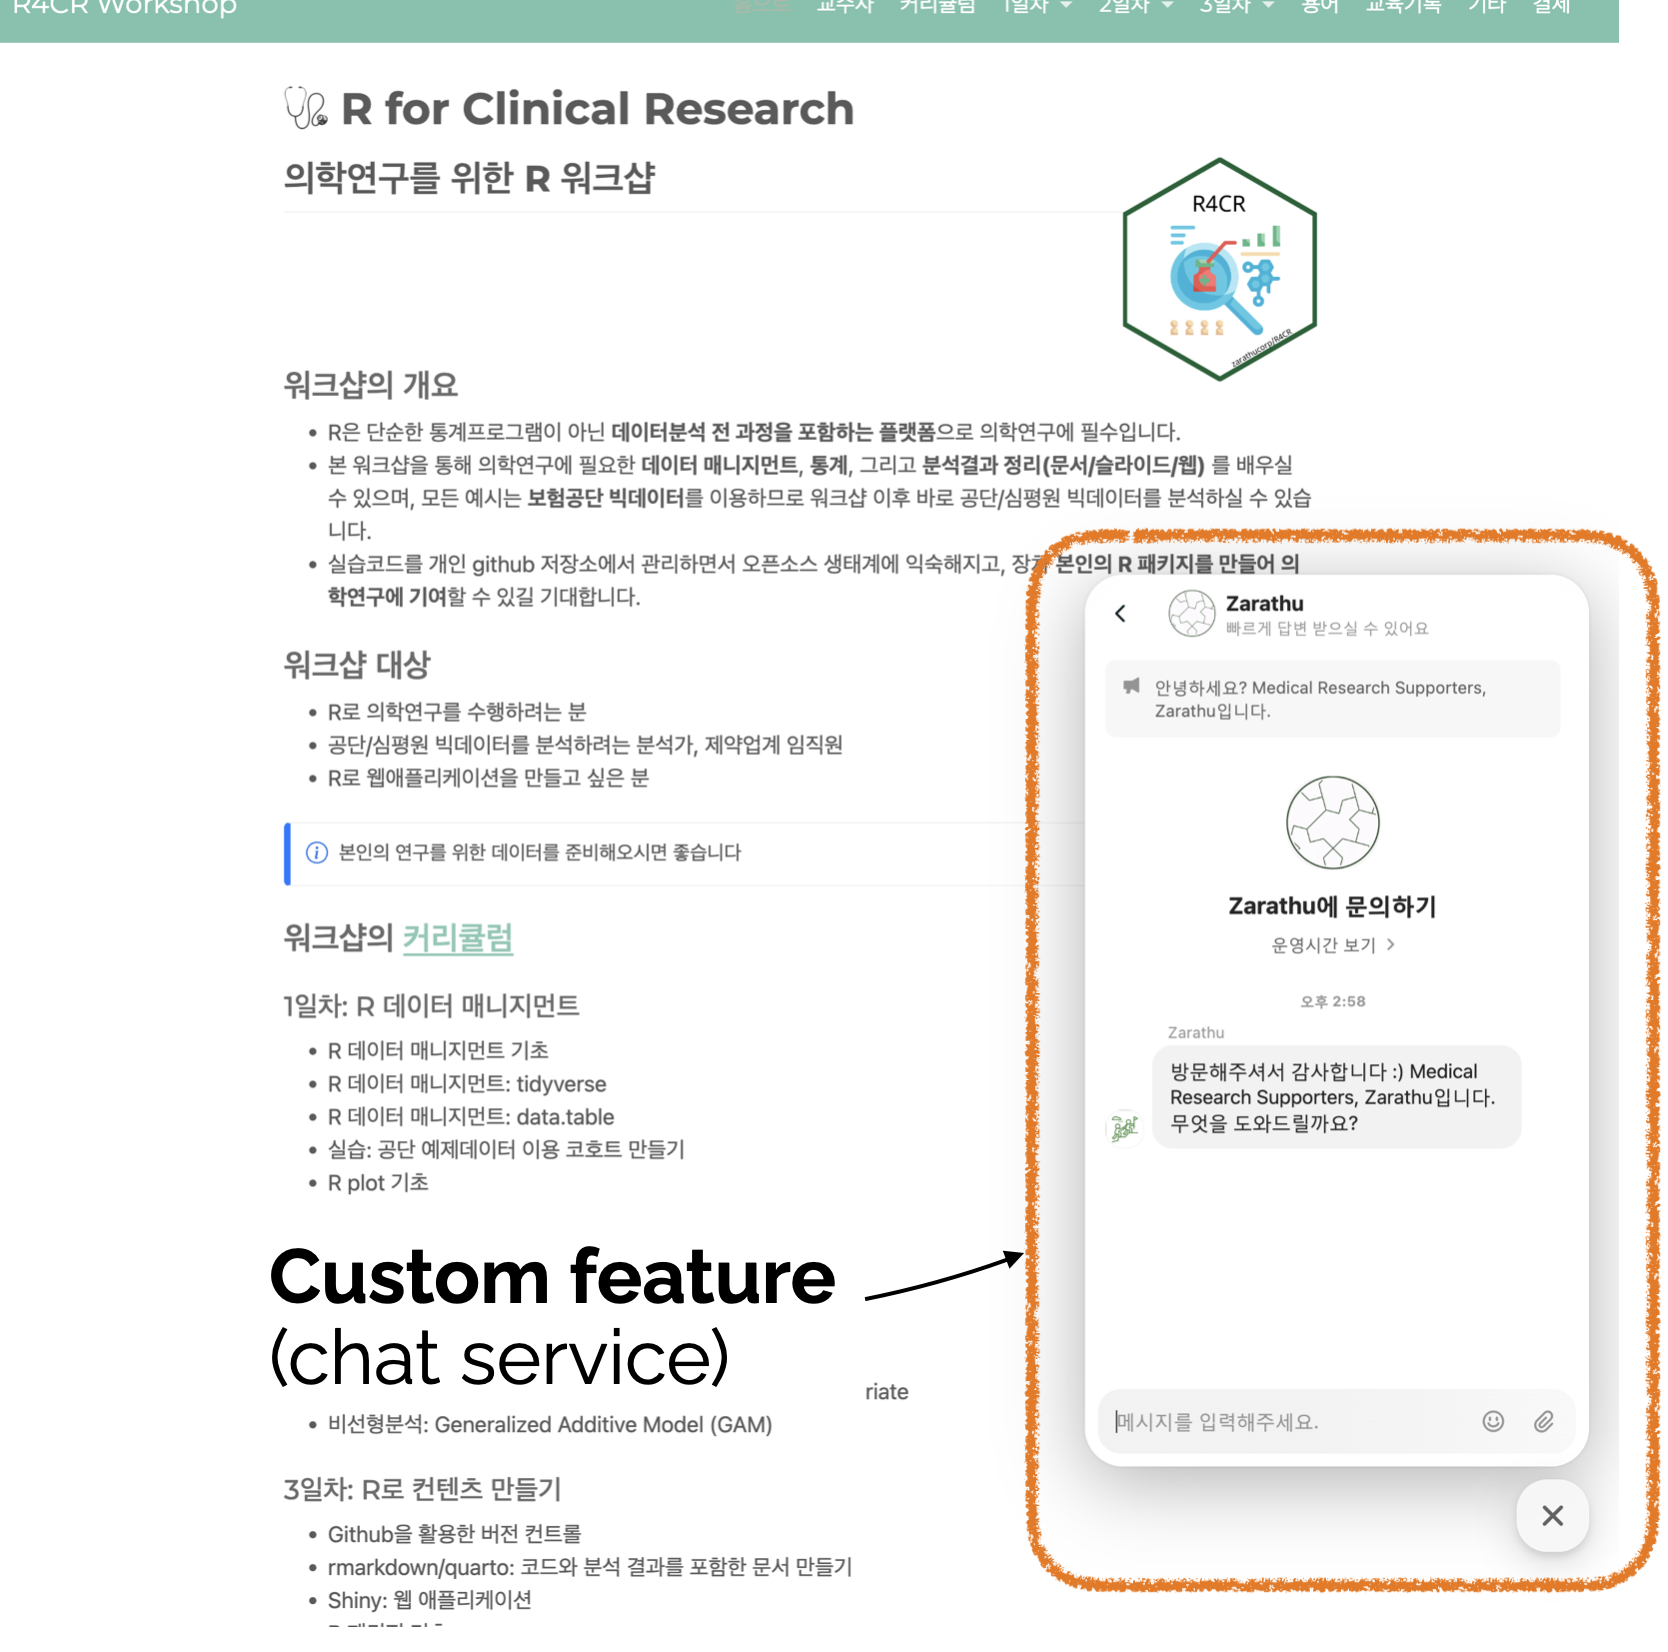 R4CR Workshop
홈으로 교수자 커리큘럼 1일차 2일차 3일차 용어 교육기록 기타 결제
R for Clinical Research
의학연구를 위한 R 워크샵
R4CR
zarathucorp/R4CR
워크샵의 개요
• R은 단순한 통계프로그램이 아닌 데이터분석 전 과정을 포함하는 플랫폼으로 의학연구에 필수입니다.
• 본 워크샵을 통해 의학연구에 필요한 데이터 매니지먼트, 통계, 그리고 분석결과 정리(문서/슬라이드/웹) 를 배우실
수 있으며, 모든 예시는 보험공단 빅데이터를 이용하므로 워크샵 이후 바로 공단/심평원 빅데이터를 분석하실 수 있습
니다.
• 실습코드를 개인 github 저장소에서 관리하면서 오픈소스 생태계에 익숙해지고, 장차 본인의 R 패키지를 만들어 의
학연구에 기여할 수 있길 기대합니다.
워크샵 대상
• R로 의학연구를 수행하려는 분
• 공단/심평원 빅데이터를 분석하려는 분석가, 제약업계 임직원
• R로 웹애플리케이션을 만들고 싶은 분
본인의 연구를 위한 데이터를 준비해오시면 좋습니다
워크샵의 커리큘럼
1일차: R 데이터 매니지먼트
• R 데이터 매니지먼트 기초
• R 데이터 매니지먼트: tidyverse
• R 데이터 매니지먼트: data.table
• 실습: 공단 예제데이터 이용 코호트 만들기
• R plot 기초
Custom feature
(chat service)
riate
• 비선형분석: Generalized Additive Model (GAM)
3일차: R로 컨텐츠 만들기
• Github을 활용한 버전 컨트롤
• rmarkdown/quarto: 코드와 분석 결과를 포함한 문서 만들기
• Shiny: 웹 애플리케이션
Zarathu
빠르게 답변 받으실 수 있어요
안녕하세요? Medical Research Supporters,
Zarathu입니다.
Zarathu에 문의하기
운영시간 보기 >
오후 2:58
Zarathu
방문해주셔서 감사합니다 :) Medical
Research Supporters, Zarathu입니다.
무엇을 도와드릴까요?
메시지를 입력해주세요.